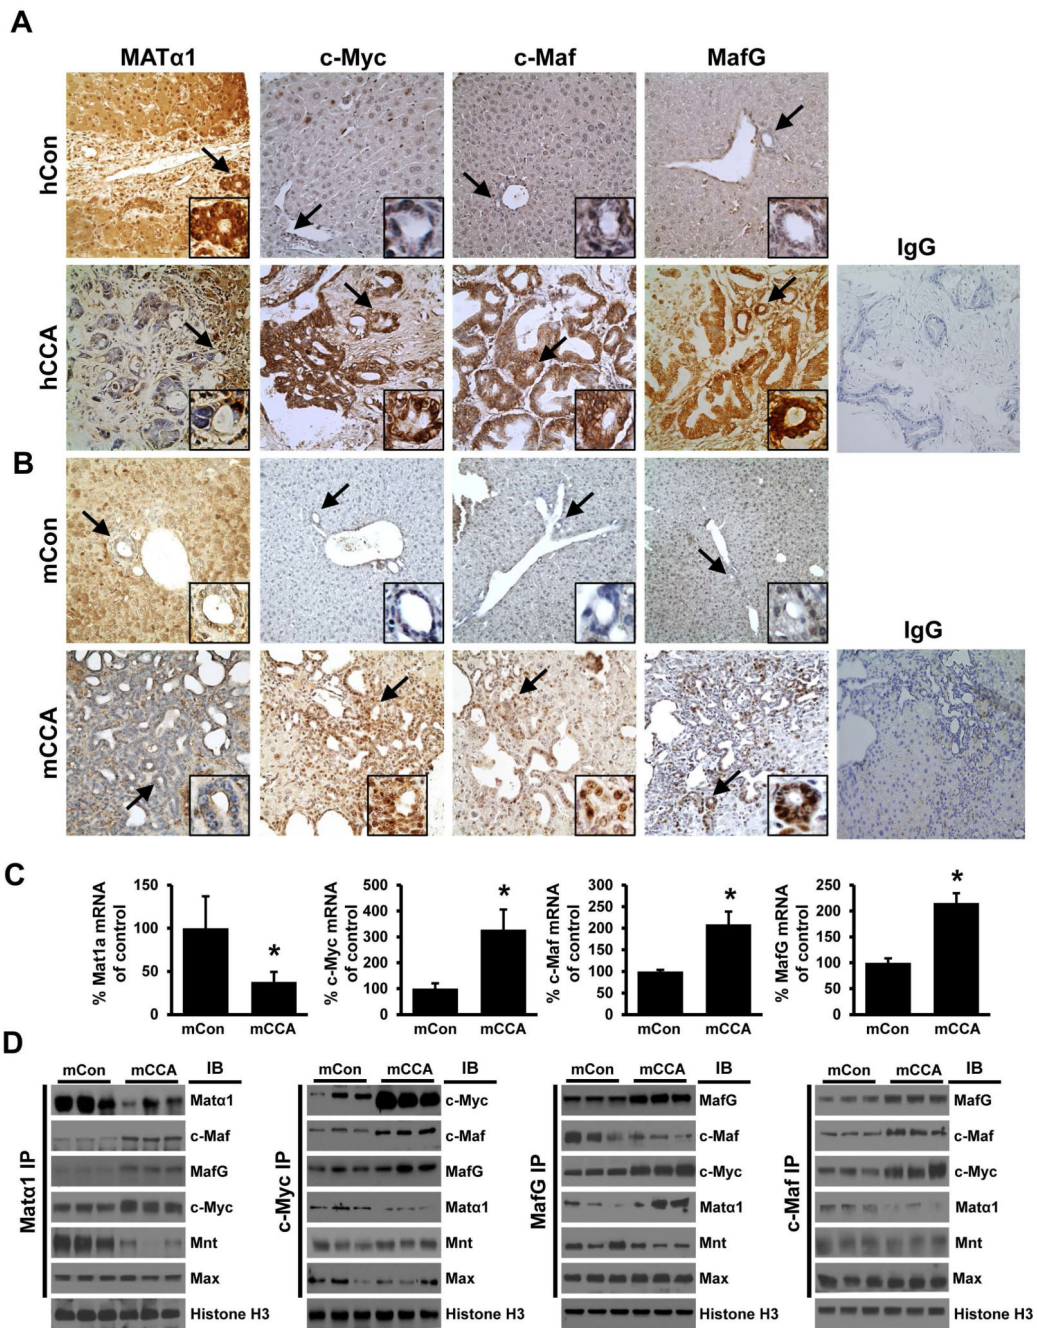 A
MATα1 c-Myc c-Maf MafG
hCon
IgG
hCCA
B
mCon
IgG
mCCA
C
% Mat1a mRNA
of control
150
100
50
0
*
mCon mCCA
% c-Myc mRNA
of control
500
400
300
200
100
0
*
mCon mCCA
% c-Maf mRNA
of control
300
250
200
150
100
50
0
*
mCon mCCA
% MafG mRNA
of control
250
200
150
100
50
0
*
mCon mCCA
D
Matα1 IP
mCon mCCA IB
Matα1
c-Maf
MafG
c-Myc
Mnt
Max
Histone H3
c-Myc IP
mCon mCCA IB
c-Myc
c-Maf
MafG
Matα1
Mnt
Max
Histone H3
MafG IP
mCon mCCA IB
MafG
c-Maf
c-Myc
Matα1
Mnt
Max
Histone H3
c-Maf IP
mCon mCCA IB
MafG
c-Maf
c-Myc
Matα1
Mnt
Max
Histone H3